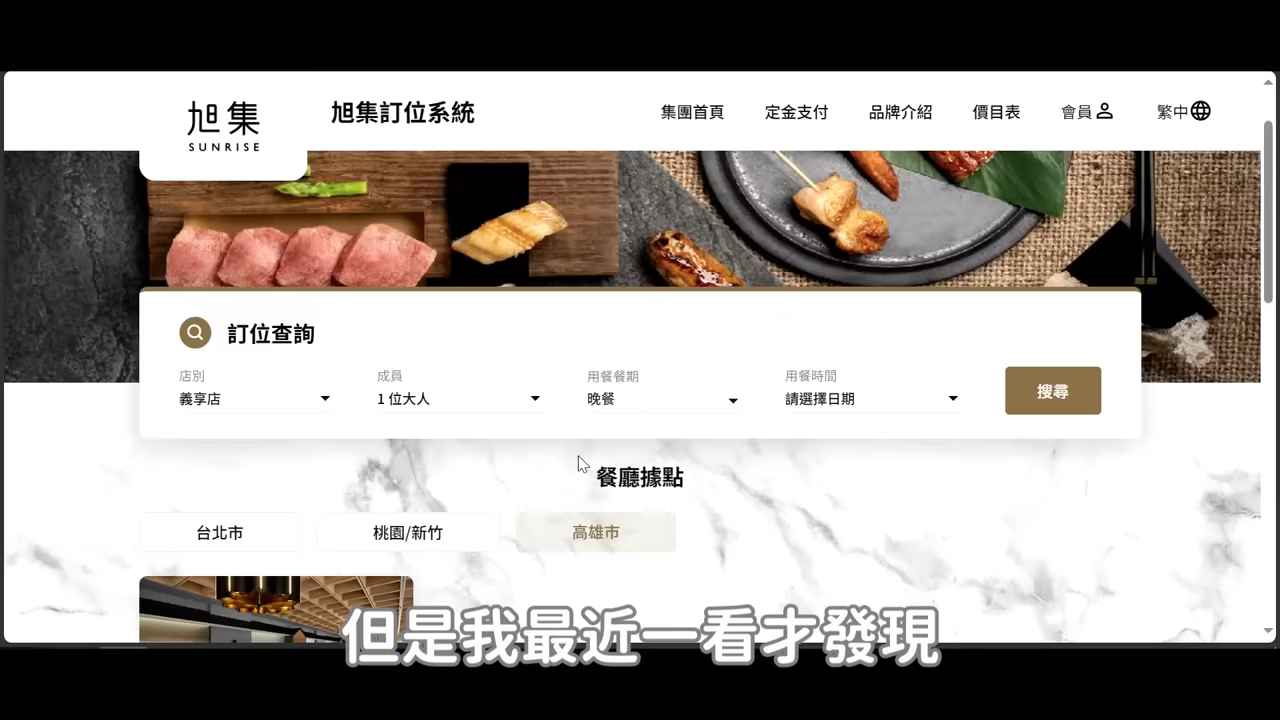 旭集
SUNRISE
旭集訂位系統
集團首頁
定金支付
品牌介紹
價目表
會員
繁中
訂位查詢
店別
成員
用餐餐期
用餐時間
義享店
1 位大人
晚餐
請選擇日期
搜尋
餐廳據點
台北市
桃園/新竹
高雄市
但是我最近一看才發現